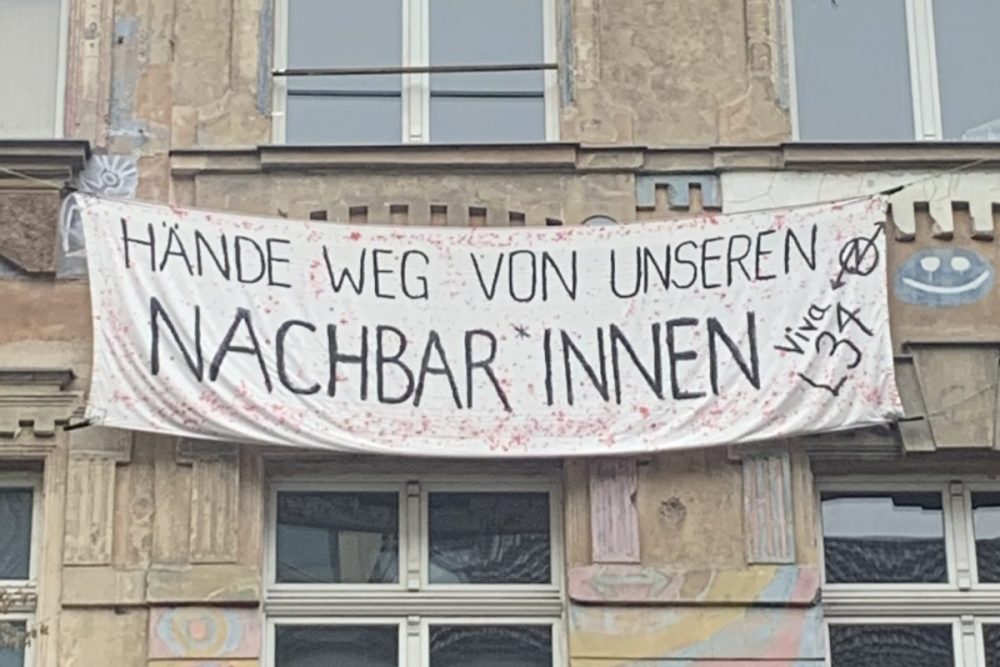 HÄNDE WEG VON UNSEREN
NACHBAR*INNEN
Viva
L34